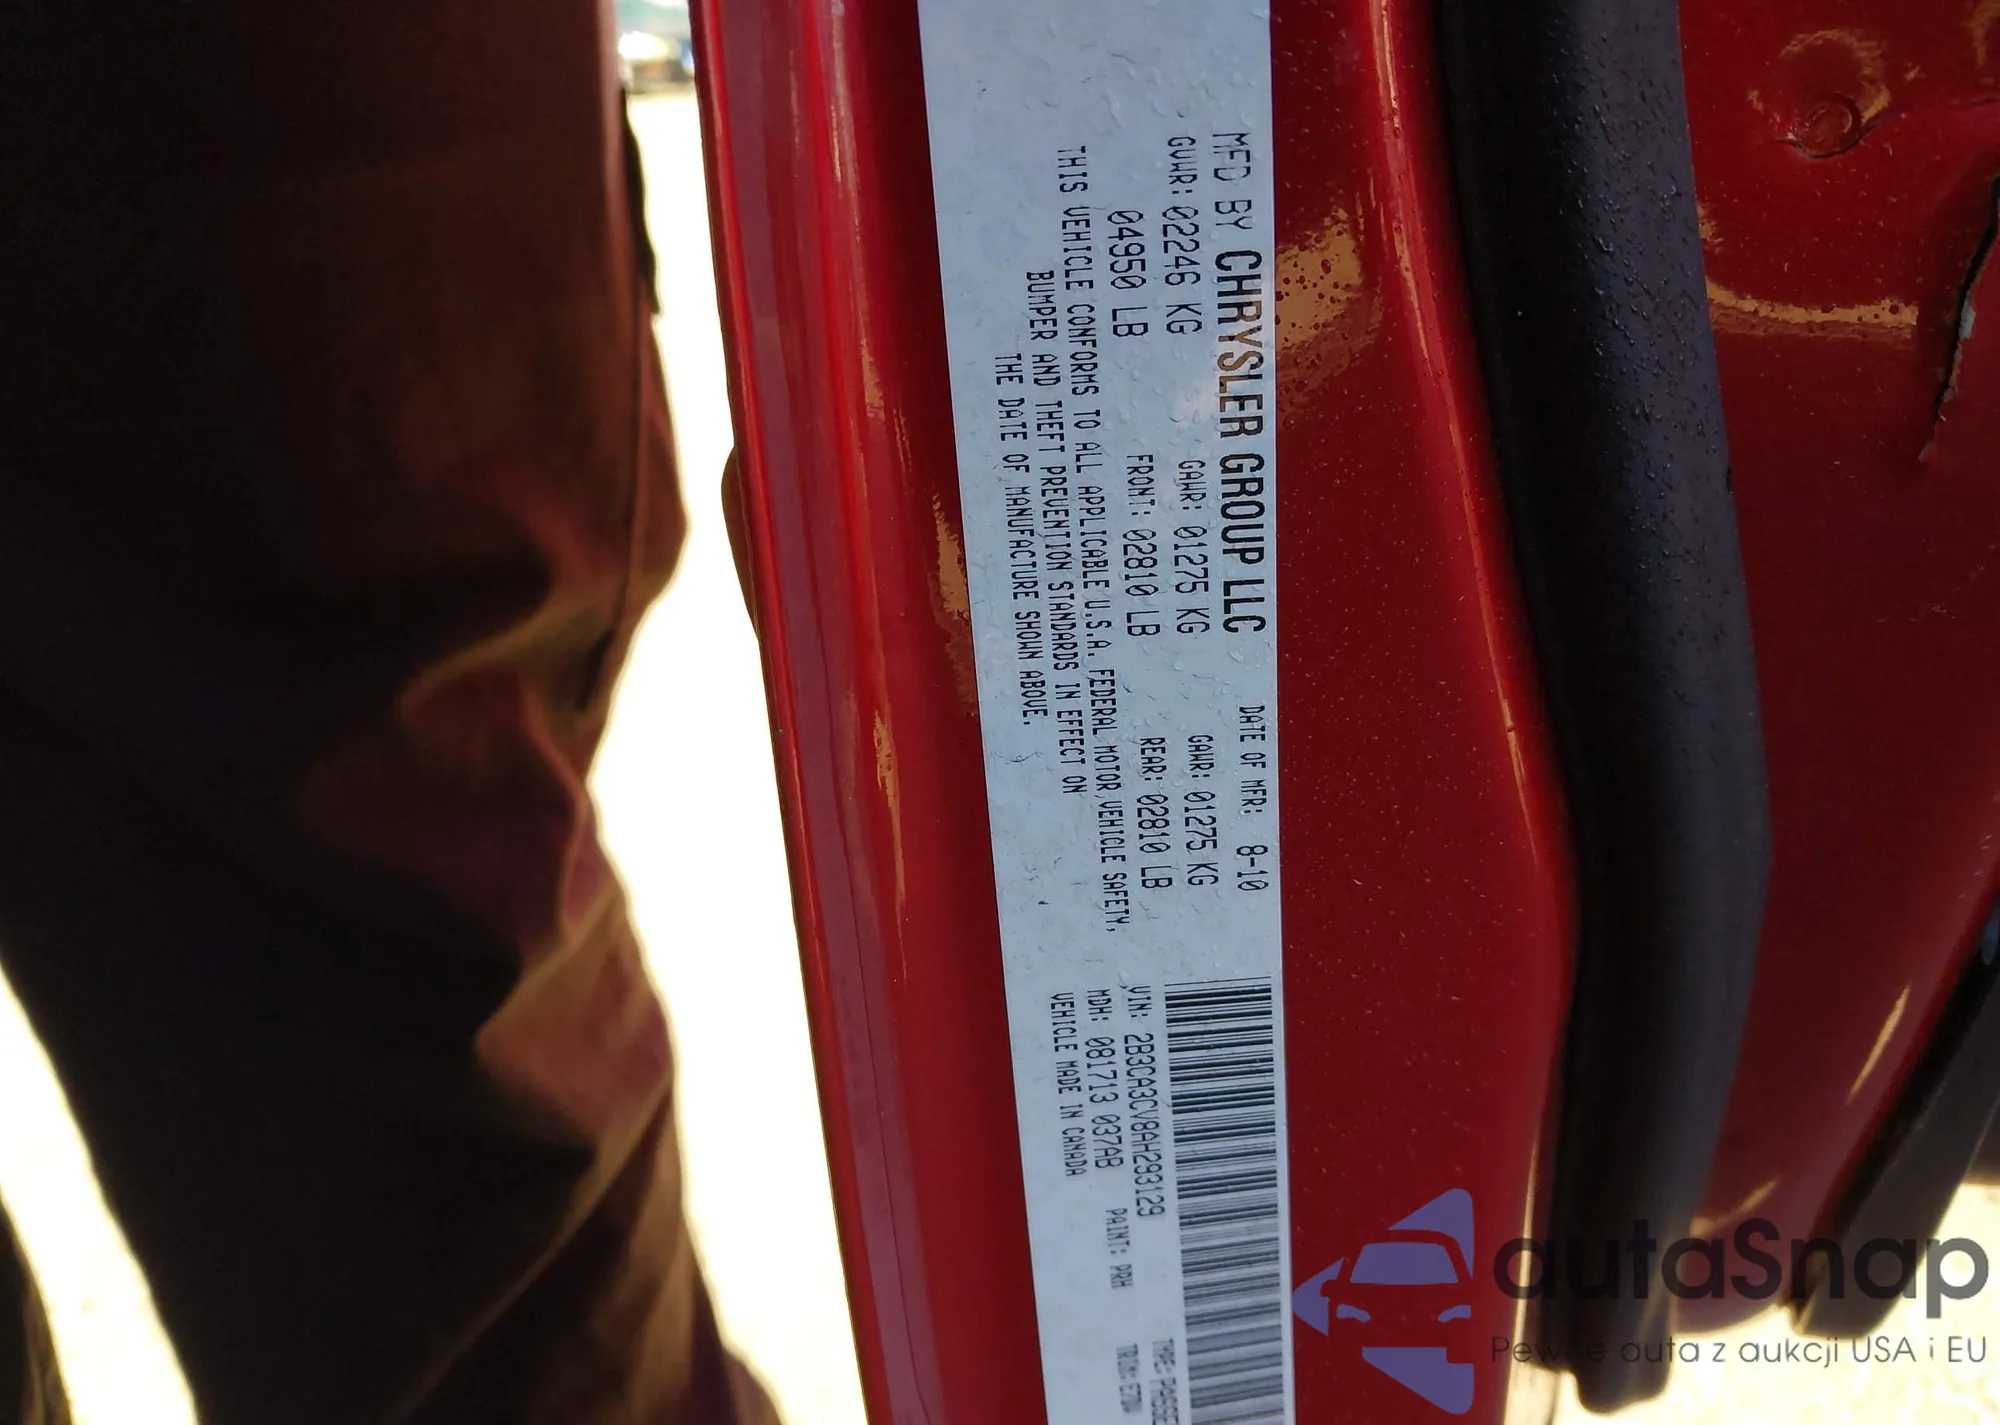 MFD BY CHRYSLER GROUP LLC DATE OF MFR: 8-10
GVWR: 02246 KG GAWR: 01275 KG GAWR: 01275 KG
04950 LB FRONT: 02810 LB REAR: 02810 LB
THIS VEHICLE CONFORMS TO ALL APPLICABLE U.S.A. FEDERAL MOTOR VEHICLE SAFETY,
BUMPER AND THEFT PREVENTION STANDARDS IN EFFECT ON
THE DATE OF MANUFACTURE SHOWN ABOVE.
VIN: 2B3CA3CV8AH293129 TYPE: PASSE
MDH: 081713 037AB PAINT: PRH TRIM:
VEHICLE MADE IN CANADA
autaSnap
Pewne auta z aukcji USA i EU